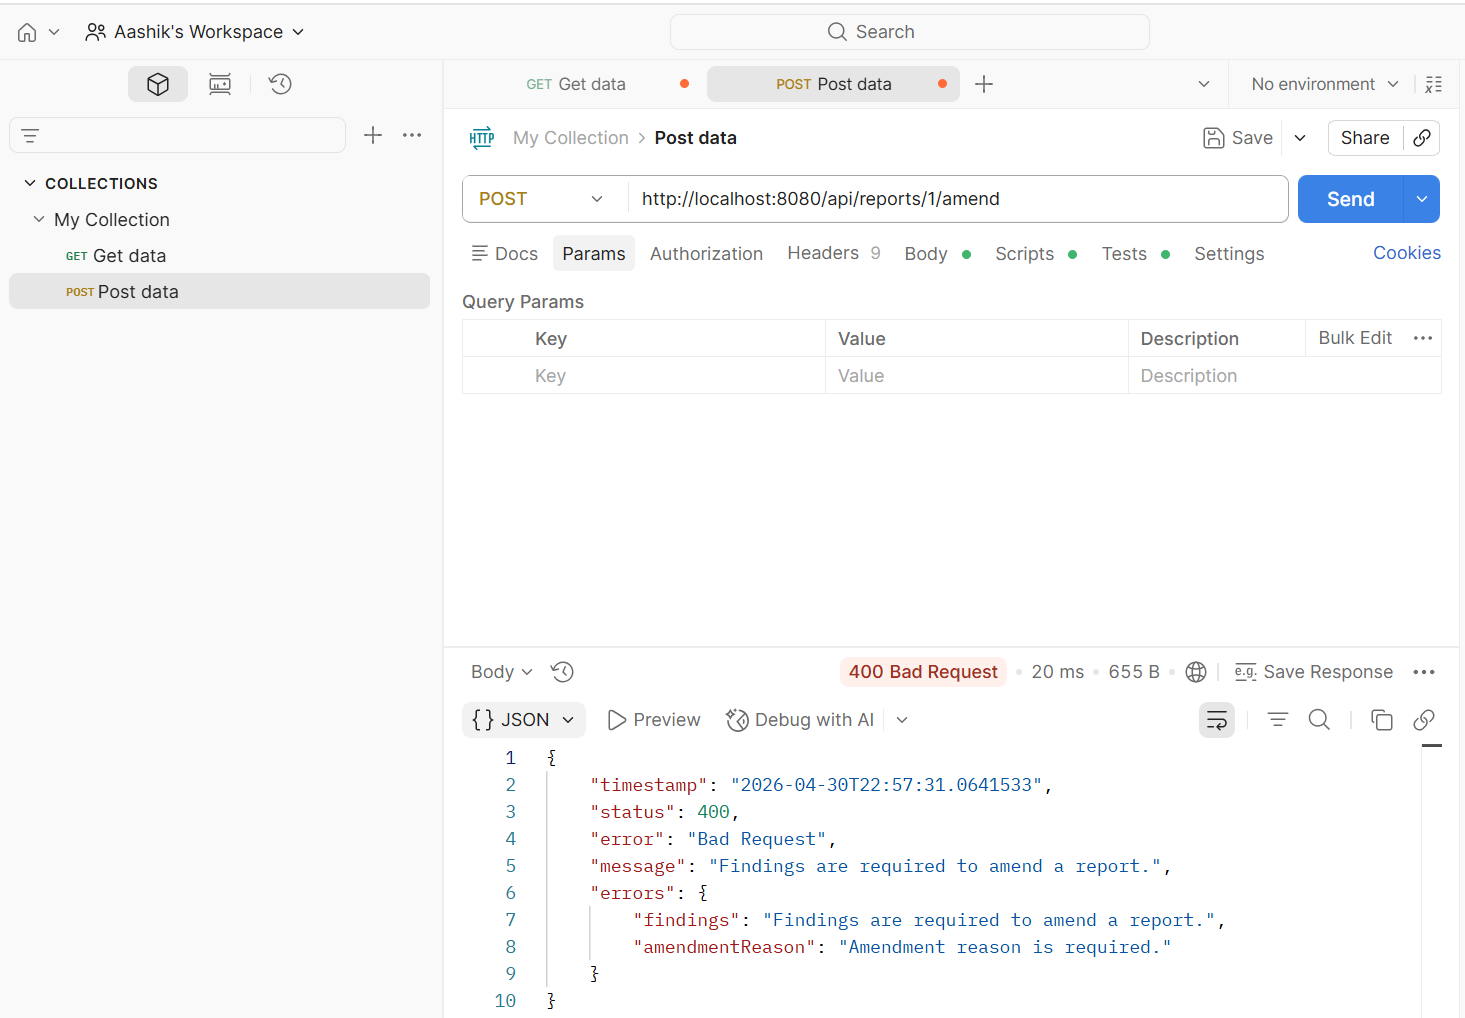 Aashik's Workspace
Search
GET Get data
POST Post data
No environment
My Collection > Post data
Save
Share
COLLECTIONS
My Collection
GET Get data
POST Post data
POST
http://localhost:8080/api/reports/1/amend
Send
Docs
Params
Authorization
Headers 9
Body
Scripts
Tests
Settings
Cookies
Query Params
Key
Value
Description
Bulk Edit
Key
Value
Description
Body
400 Bad Request
20 ms
655 B
e.g. Save Response
{} JSON
Preview
Debug with AI
1 {
2 "timestamp": "2026-04-30T22:57:31.0641533",
3 "status": 400,
4 "error": "Bad Request",
5 "message": "Findings are required to amend a report.",
6 "errors": {
7 "findings": "Findings are required to amend a report.",
8 "amendmentReason": "Amendment reason is required."
9 }
10 }